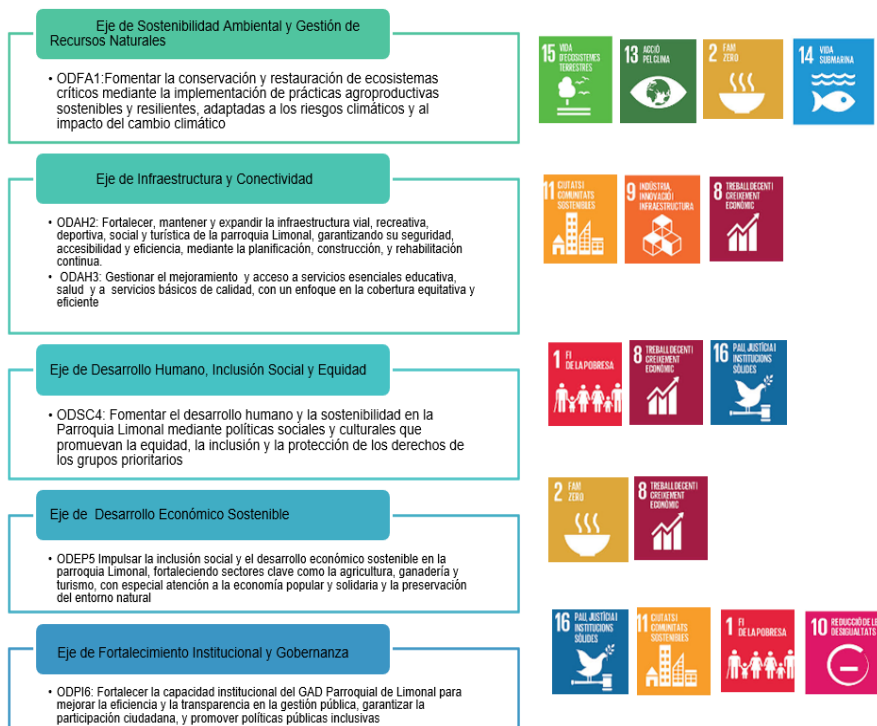 Eje de Sostenibilidad Ambiental y Gestión de
Recursos Naturales
• ODFA1:Fomentar la conservación y restauración de ecosistemas
críticos mediante la implementación de prácticas agroproductivas
sostenibles y resilientes, adaptadas a los riesgos climáticos y al
impacto del cambio climático
15 VIDA
D'ECOSISTEMES
TERRESTRES
13 ACCIÓ
PEL CLIMA
2 FAM
ZERO
14 VIDA
SUBMARINA
Eje de Infraestructura y Conectividad
• ODAH2: Fortalecer, mantener y expandir la infraestructura vial, recreativa,
deportiva, social y turística de la parroquia Limonal, garantizando su seguridad,
accesibilidad y eficiencia, mediante la planificación, construcción, y rehabilitación
continua.
• ODAH3: Gestionar el mejoramiento y acceso a servicios esenciales educativa,
salud y a servicios básicos de calidad, con un enfoque en la cobertura equitativa y
eficiente
11 CIUTATS I
COMUNITATS
SOSTENIBLES
9 INDÚSTRIA,
INNOVACIÓ I
INFRAESTRUCTURA
8 TREBALL DECENT I
CREIXEMENT
ECONÒMIC
Eje de Desarrollo Humano, Inclusión Social y Equidad
• ODSC4: Fomentar el desarrollo humano y la sostenibilidad en la
Parroquia Limonal mediante políticas sociales y culturales que
promuevan la equidad, la inclusión y la protección de los derechos de
los grupos prioritarios
1 FI
DE LA POBRESA
8 TREBALL DECENT I
CREIXEMENT
ECONÒMIC
16 PAU, JUSTÍCIA I
INSTITUCIONS
SÒLIDES
Eje de Desarrollo Económico Sostenible
• ODEP5 Impulsar la inclusión social y el desarrollo económico sostenible en la
parroquia Limonal, fortaleciendo sectores clave como la agricultura, ganadería y
turismo, con especial atención a la economía popular y solidaria y la preservación
del entorno natural
2 FAM
ZERO
8 TREBALL DECENT I
CREIXEMENT
ECONÒMIC
Eje de Fortalecimiento Institucional y Gobernanza
• ODPI6: Fortalecer la capacidad institucional del GAD Parroquial de Limonal para
mejorar la eficiencia y la transparencia en la gestión pública, garantizar la
participación ciudadana, y promover políticas públicas inclusivas
16 PAU, JUSTÍCIA I
INSTITUCIONS
SÒLIDES
11 CIUTATS I
COMUNITATS
SOSTENIBLES
1 FI
DE LA POBRESA
10 REDUCCIÓ DE LE
DESIGUALTATS